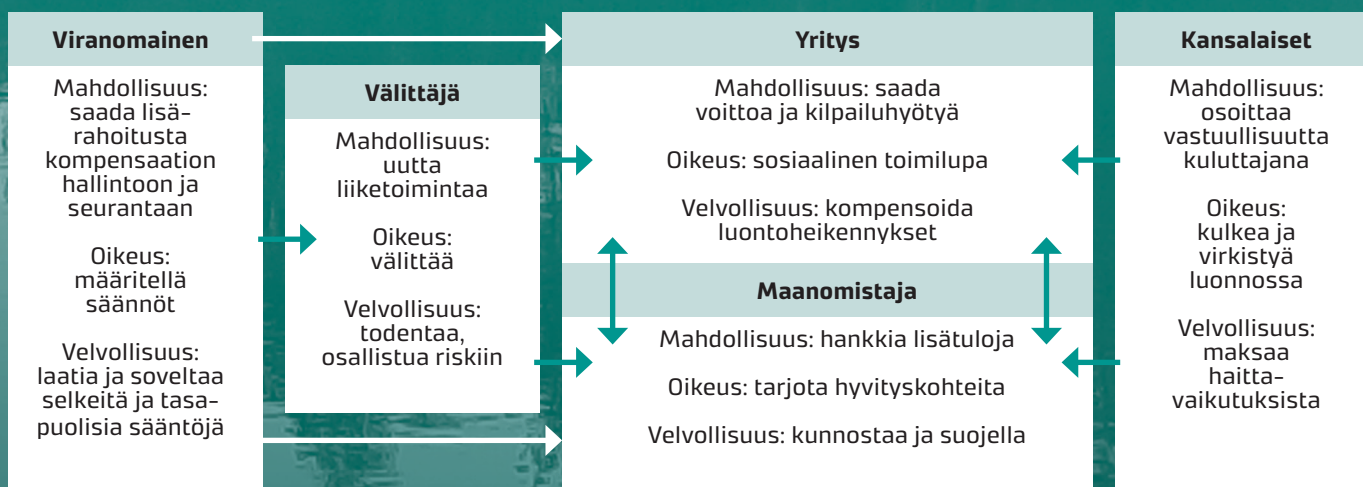 Viranomainen
Mahdollisuus:
saada lisä-
rahoitusta
kompensaation
hallintoon ja
seurantaan
Oikeus:
määritellä
säännöt
Velvollisuus:
laatia ja soveltaa
selkeitä ja tasa-
puolisia sääntöjä
Välittäjä
Mahdollisuus:
uutta
liiketoimintaa
Oikeus:
välittää
Velvollisuus:
todentaa,
osallistua riskiin
Yritys
Mahdollisuus: saada
voittoa ja kilpailuhyötyä
Oikeus: sosiaalinen toimilupa
Velvollisuus: kompensoida
luontoheikennykset
Maanomistaja
Mahdollisuus: hankkia lisätuloja
Oikeus: tarjota hyvityskohteita
Velvollisuus: kunnostaa ja suojella
Kansalaiset
Mahdollisuus:
osoittaa
vastuullisuutta
kuluttajana
Oikeus:
kulkea ja
virkistyä
luonnossa
Velvollisuus:
maksaa
haitta-
vaikutuksista